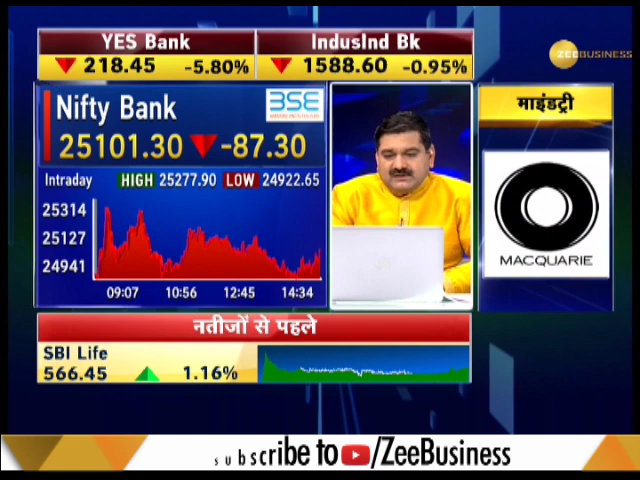 YES Bank
218.45 -5.80%
IndusInd Bk
1588.60 -0.95%
ZEEBUSINESS
Nifty Bank
BSE
25101.30 -87.30
Intraday HIGH 25277.90 LOW 24922.65
25314
25127
24941
09:07 10:56 12:45 14:34
माइंडट्री
MACQUARIE
नतीजों से पहले
SBI Life
566.45 1.16%
subscribe to /ZeeBusiness